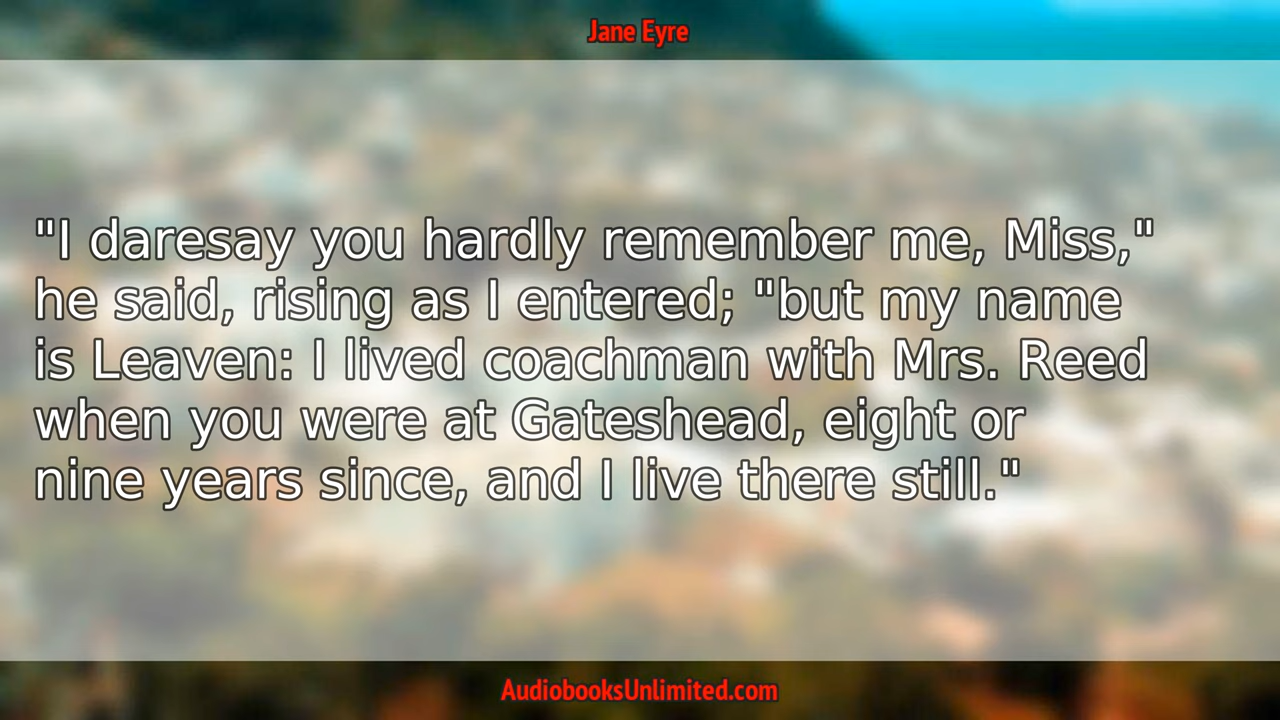 Jane Eyre
"I daresay you hardly remember me, Miss,"
he said, rising as I entered; "but my name
is Leaven: I lived coachman with Mrs. Reed
when you were at Gateshead, eight or
nine years since, and I live there still."
AudiobooksUnlimited.com